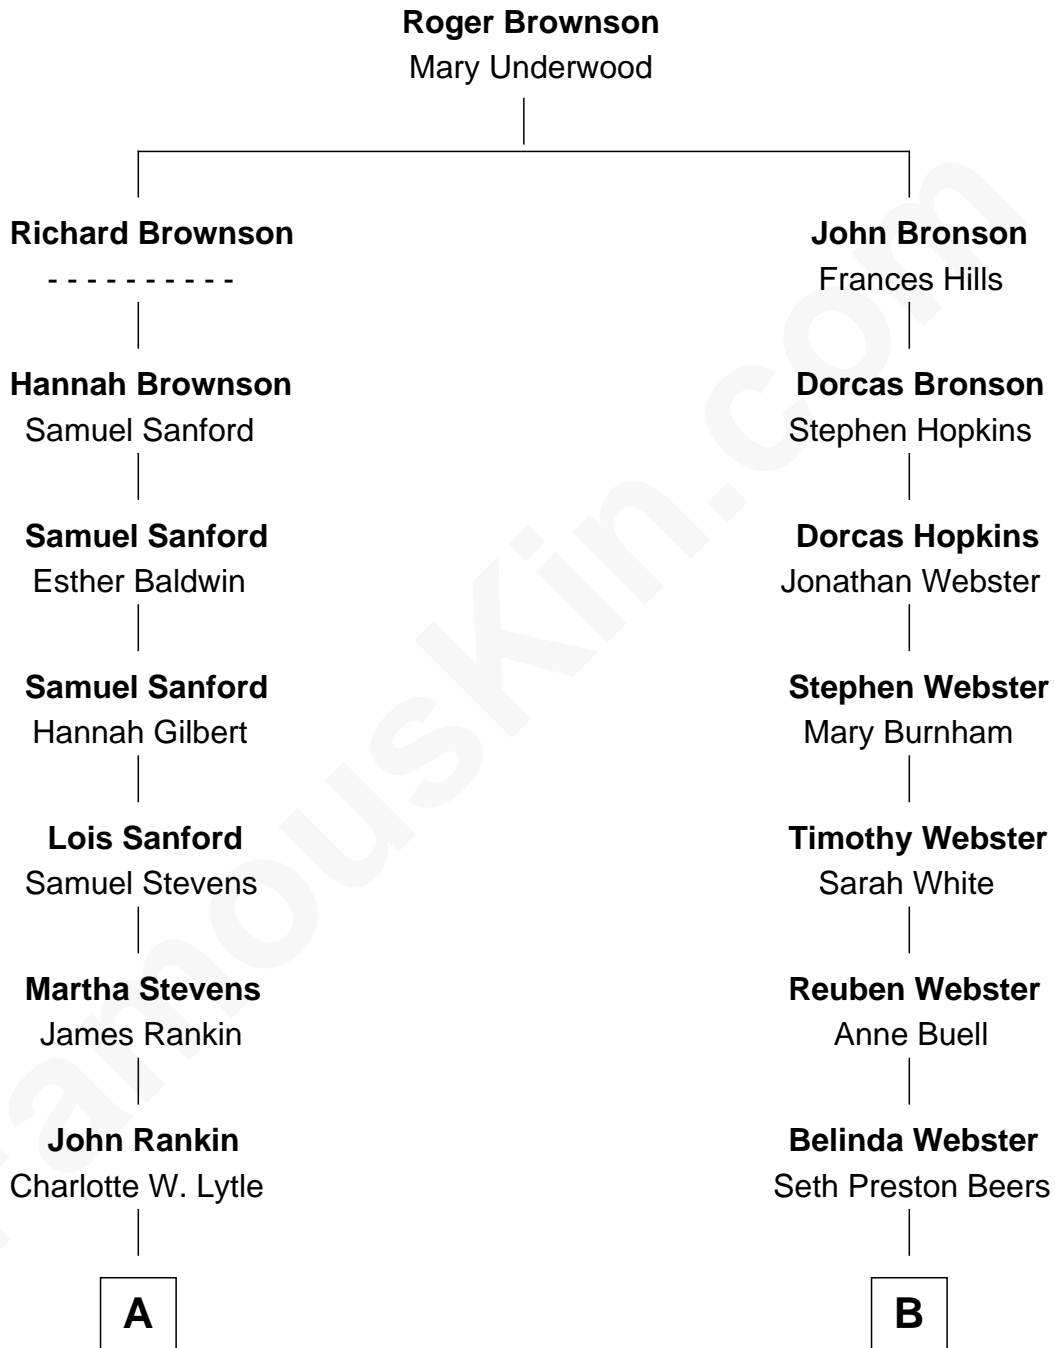 Roger Brownson
Mary Underwood
Richard Brownson
- - - - - - - - - -
Hannah Brownson
Samuel Sanford
Samuel Sanford
Esther Baldwin
Samuel Sanford
Hannah Gilbert
Lois Sanford
Samuel Stevens
Martha Stevens
James Rankin
John Rankin
Charlotte W. Lytle
A
John Bronson
Frances Hills
Dorcas Bronson
Stephen Hopkins
Dorcas Hopkins
Jonathan Webster
Stephen Webster
Mary Burnham
Timothy Webster
Sarah White
Reuben Webster
Anne Buell
Belinda Webster
Seth Preston Beers
B
FamousKin.com